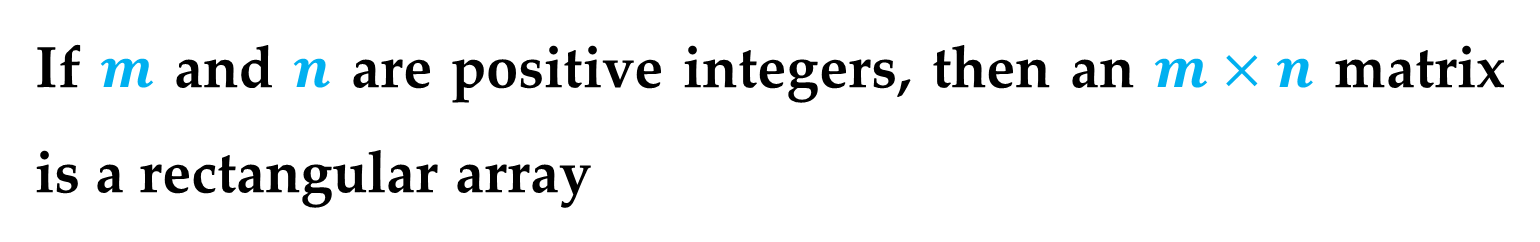 If m and n are positive integers, then an m × n matrix
is a rectangular array